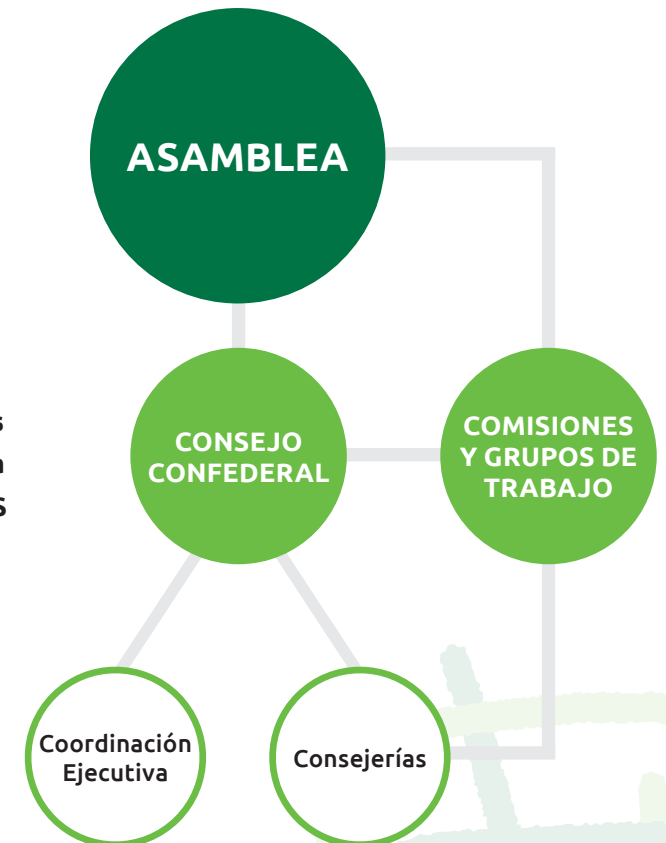 ASAMBLEA
CONSEJO
CONFEDERAL
COMISIONES
Y GRUPOS DE
TRABAJO
Coordinación
Ejecutiva
Consejerías